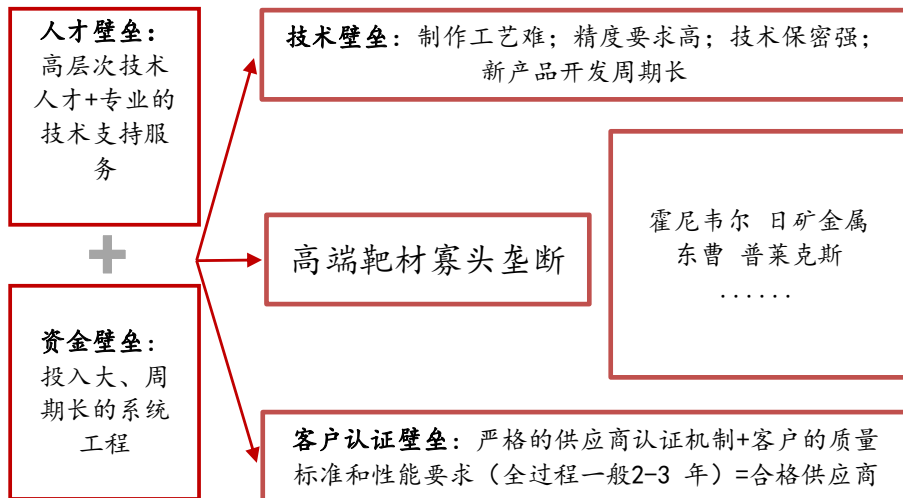 人才壁垒：
高层次技术
人才+专业的
技术支持服
务
资金壁垒：
投入大、周
期长的系统
工程
技术壁垒：制作工艺难；精度要求高；技术保密强；
新产品开发周期长
高端靶材寡头垄断
霍尼韦尔 日矿金属
东曹 普莱克斯
......
客户认证壁垒：严格的供应商认证机制+客户的质量
标准和性能要求（全过程一般2-3 年）=合格供应商